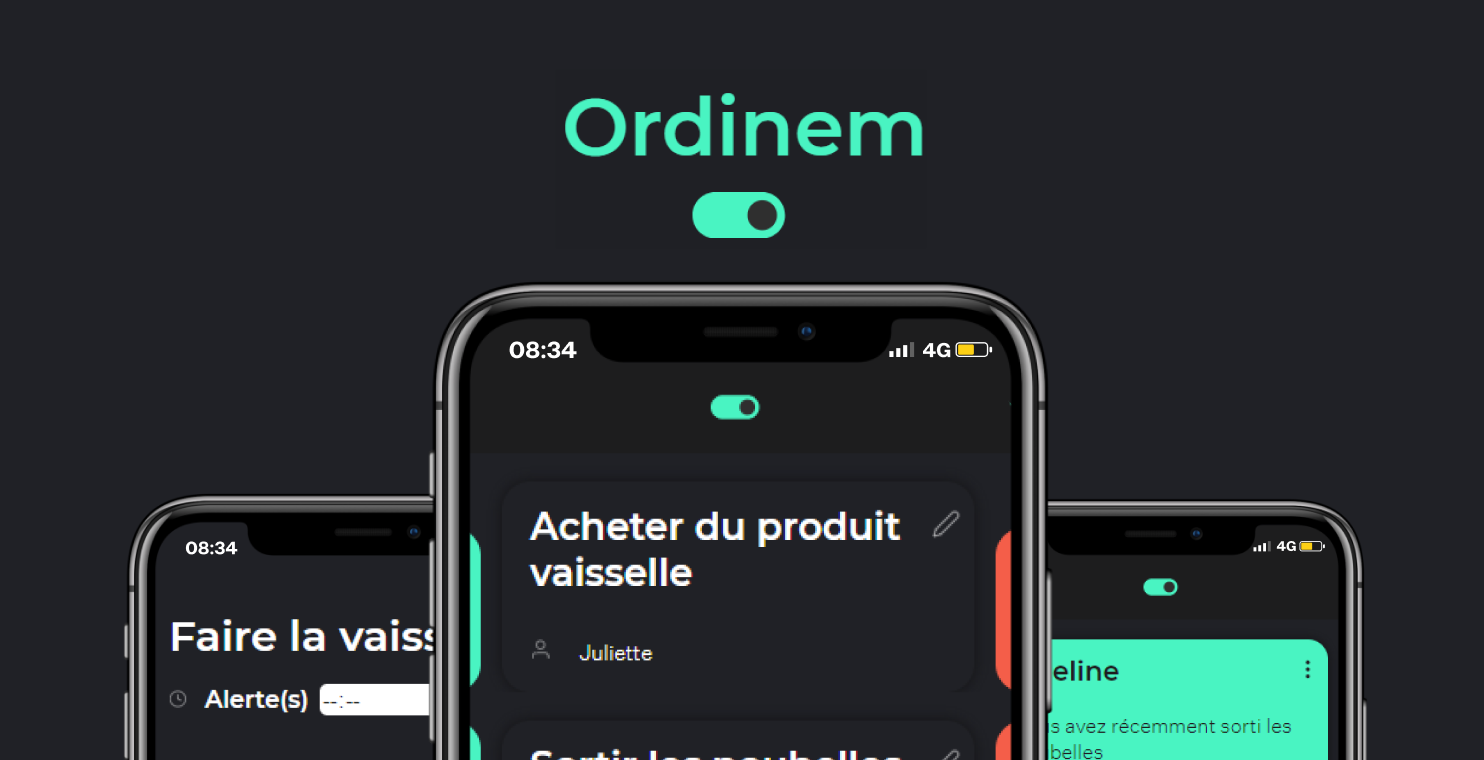 Ordinem
08:34
4G
Acheter du produit
vaisselle
Juliette
Sortir les poubelles
08:34
Faire la vaiss
Alerte(s) --:--
4G
eline
is avez récemment sorti les
belles